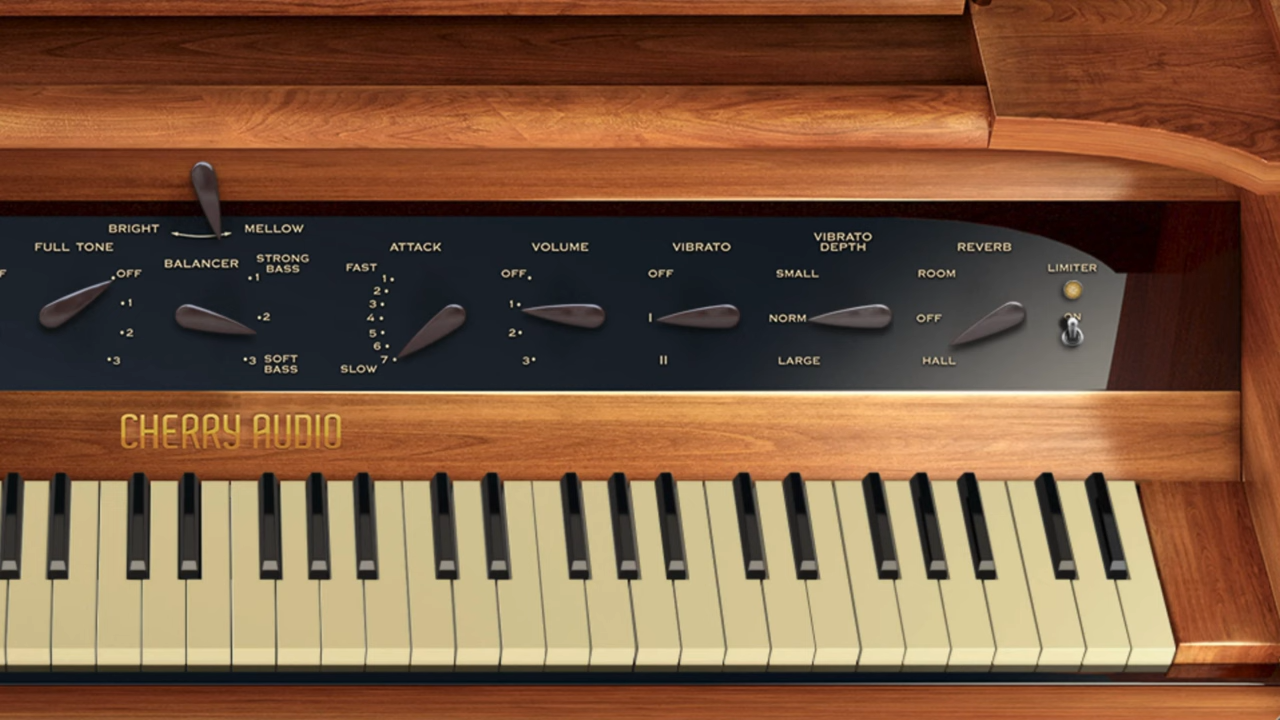 BRIGHT MELLOW
FULL TONE
OFF
1
2
3
BALANCER
STRONG BASS
1
2
3 SOFT BASS
ATTACK
FAST 1
2
3
4
5
6
SLOW 7
VOLUME
OFF
1
2
3
VIBRATO
OFF
I
II
VIBRATO
DEPTH
SMALL
NORM
LARGE
REVERB
ROOM
OFF
HALL
LIMITER
ON
CHERRY AUDIO